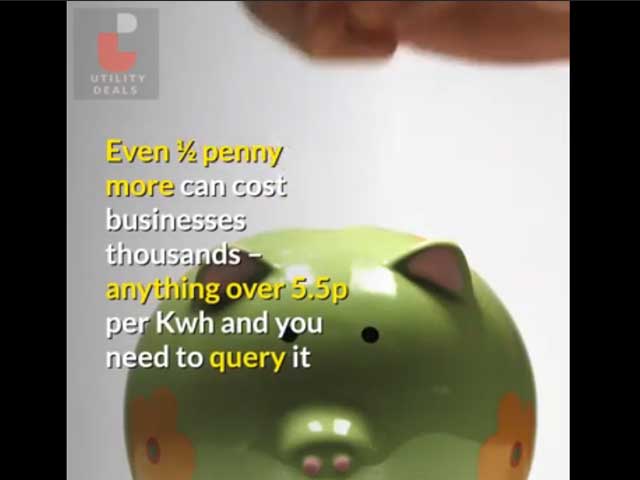 UTILITY
DEALS
Even ½ penny
more can cost
businesses
thousands –
anything over 5.5p
per Kwh and you
need to query it